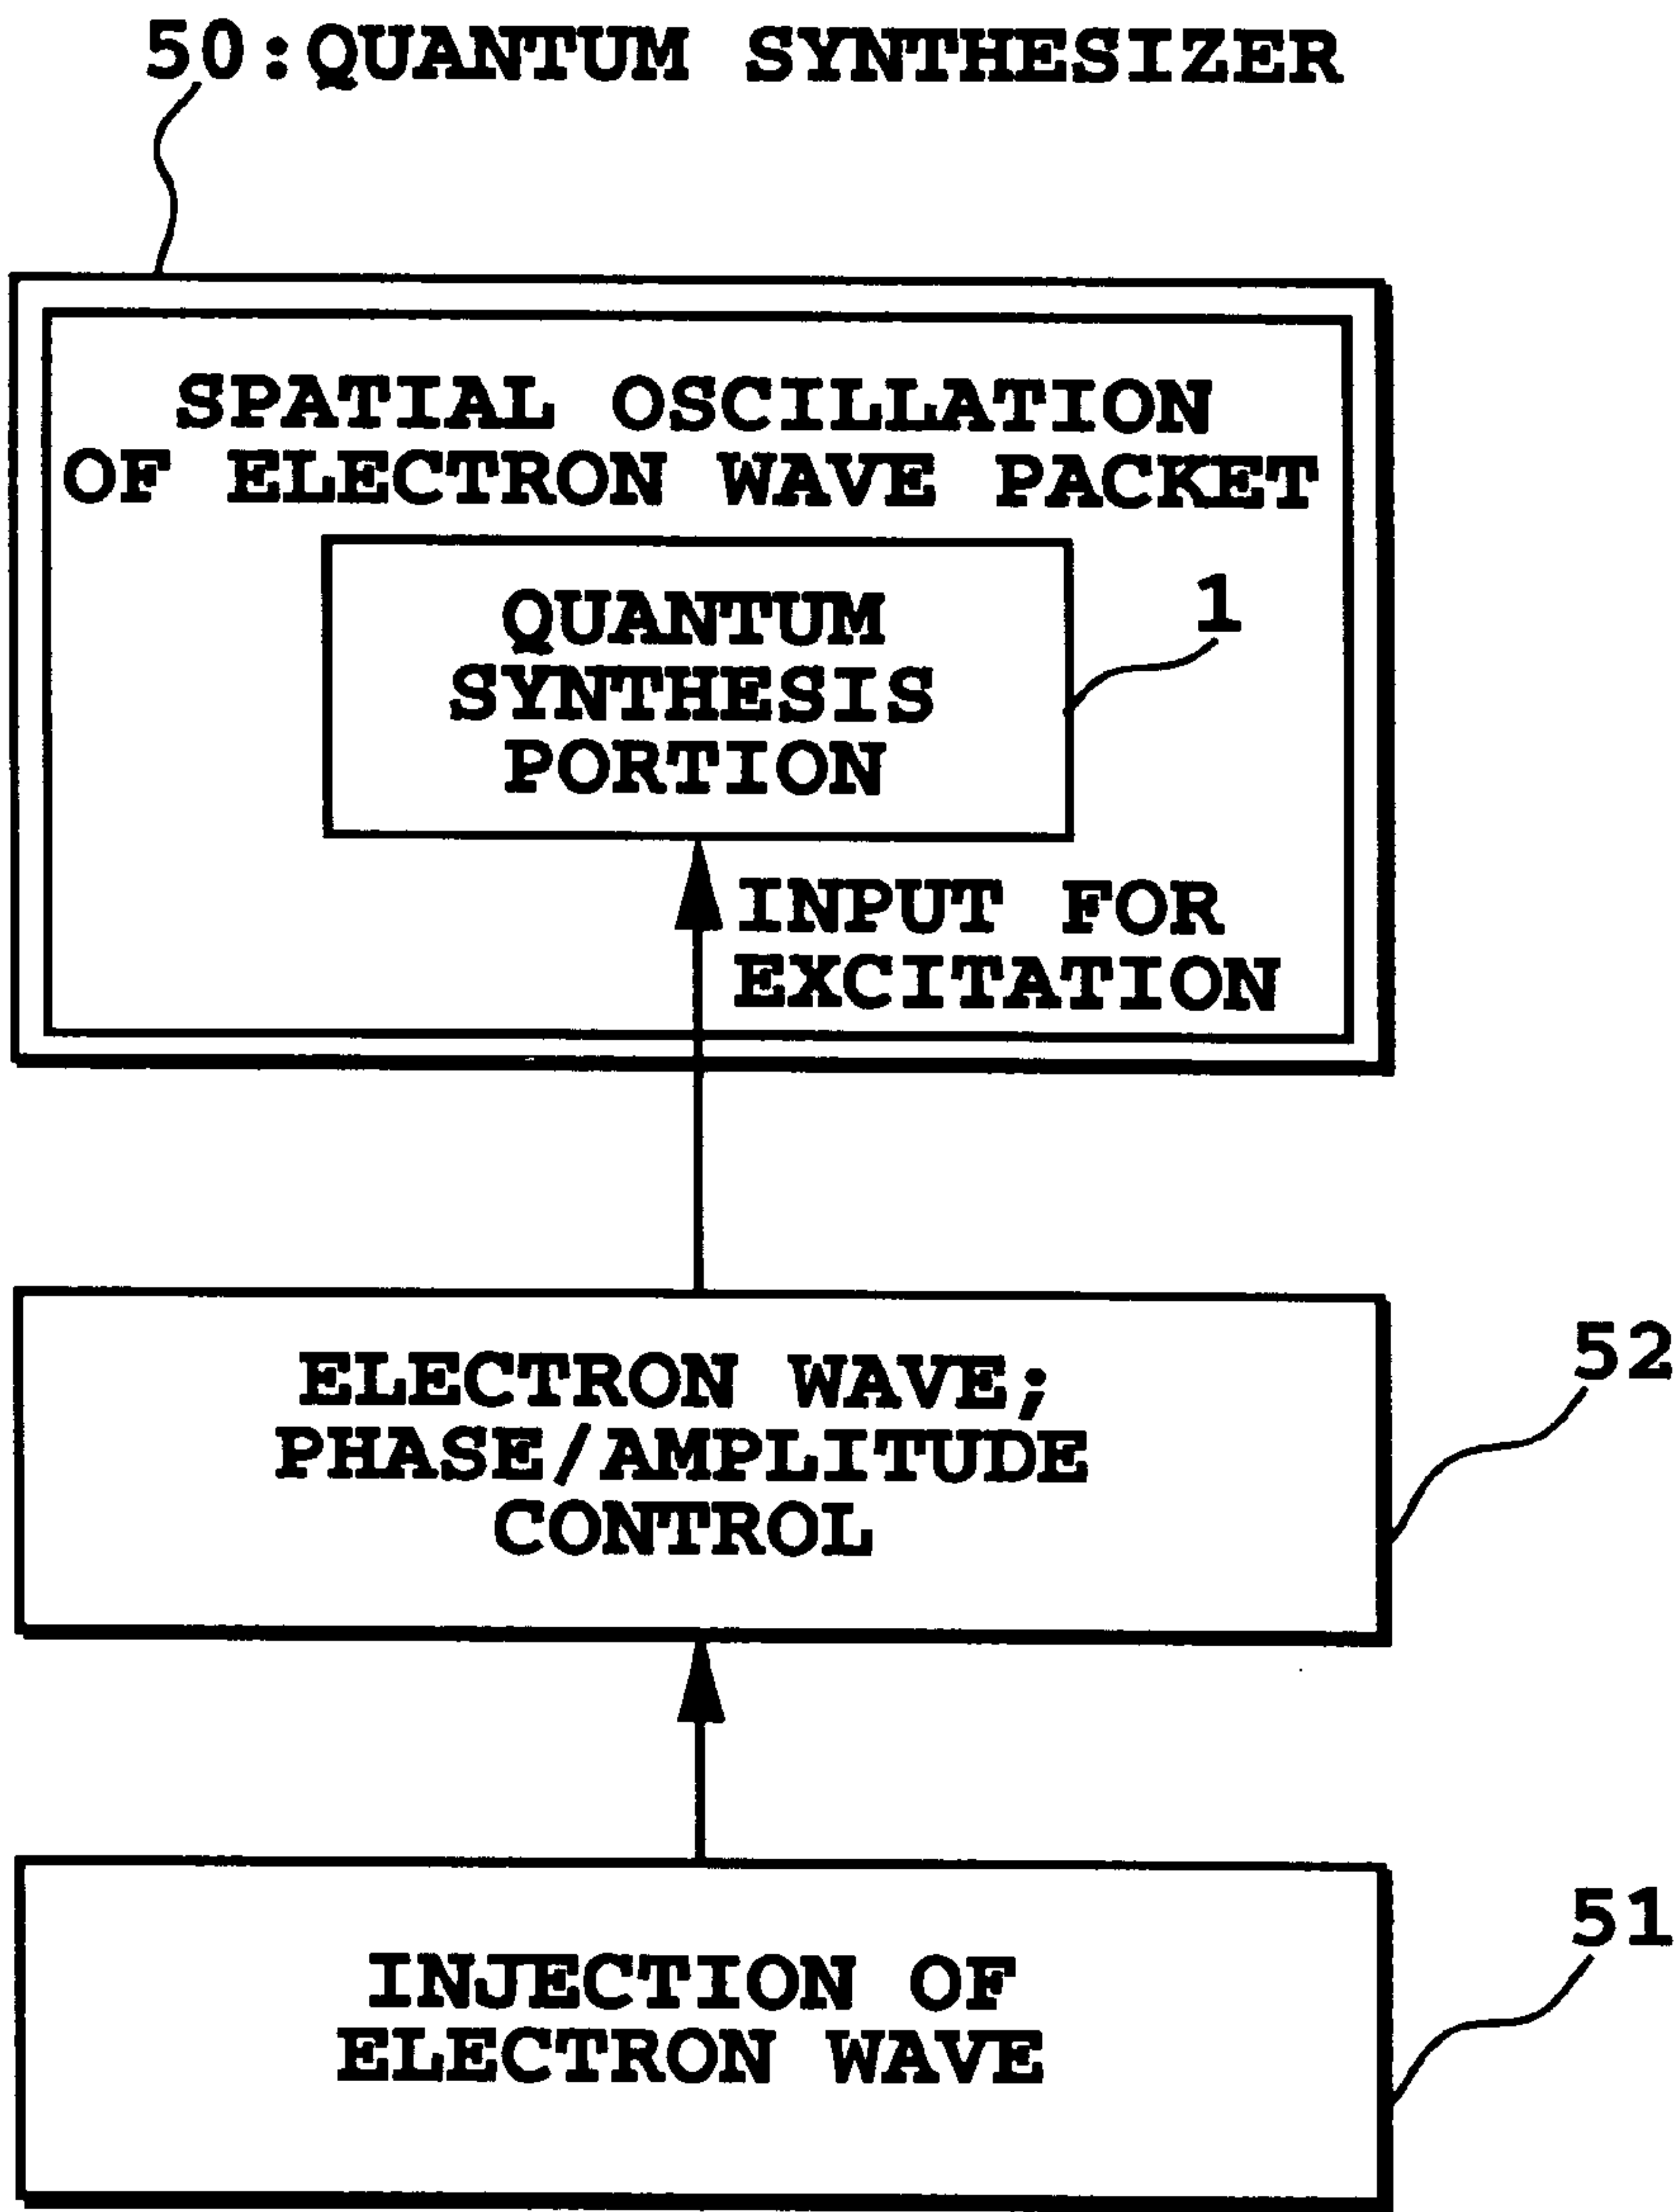 50:QUANTUM SYNTHESIZER
SPATIAL OSCILLATION
OF ELECTRON WAVE PACKET
QUANTUM
SYNTHESIS
PORTION
1
INPUT FOR
EXCITATION
ELECTRON WAVE;
PHASE/AMPLITUDE
CONTROL
52
INJECTION OF
ELECTRON WAVE
51